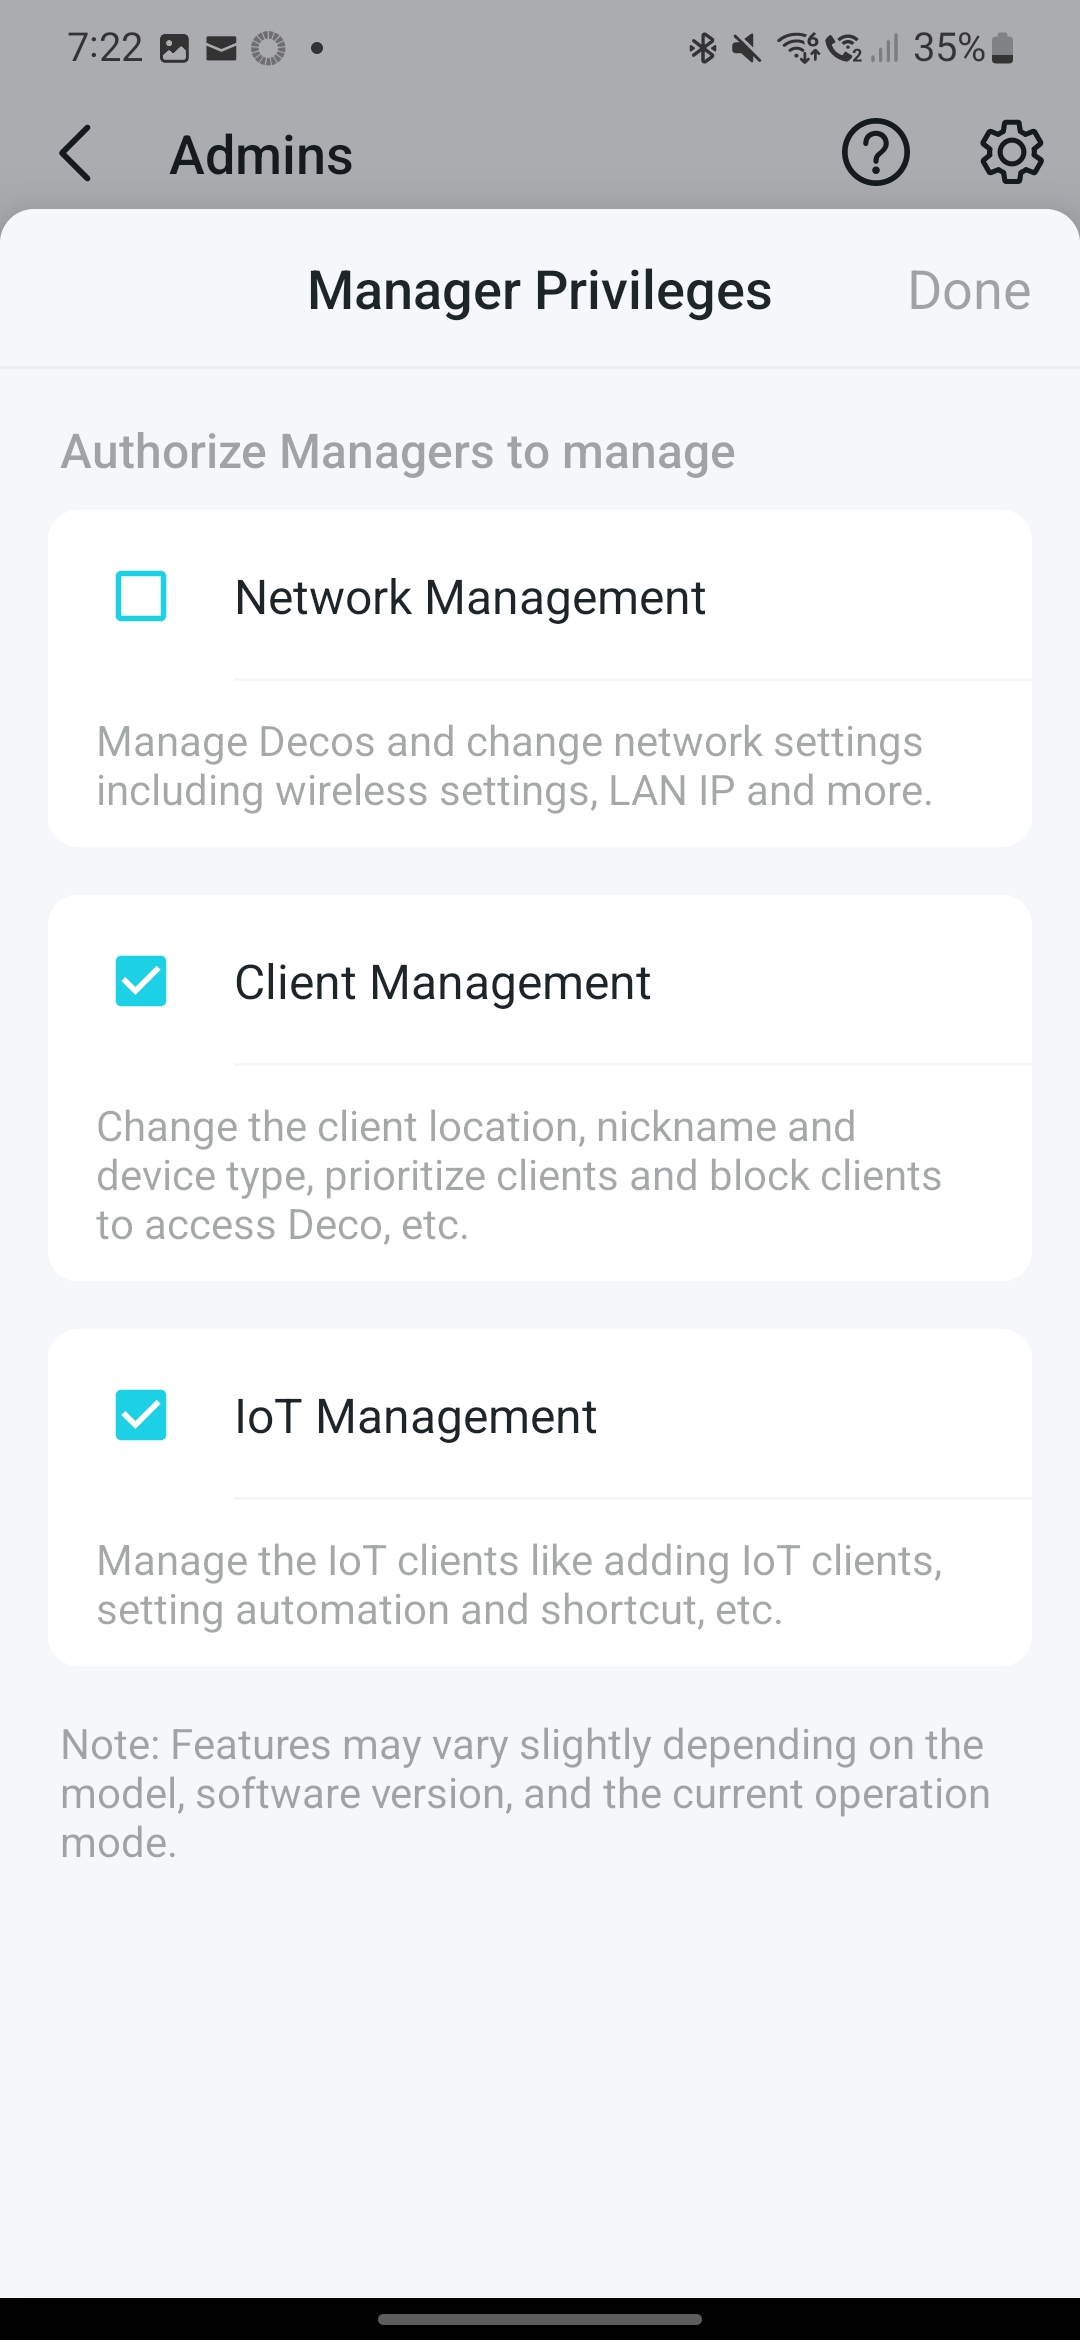 7:22
35%
Admins
Manager Privileges
Done
Authorize Managers to manage
Network Management
Manage Decos and change network settings
including wireless settings, LAN IP and more.
Client Management
Change the client location, nickname and
device type, prioritize clients and block clients
to access Deco, etc.
IoT Management
Manage the IoT clients like adding IoT clients,
setting automation and shortcut, etc.
Note: Features may vary slightly depending on the
model, software version, and the current operation
mode.